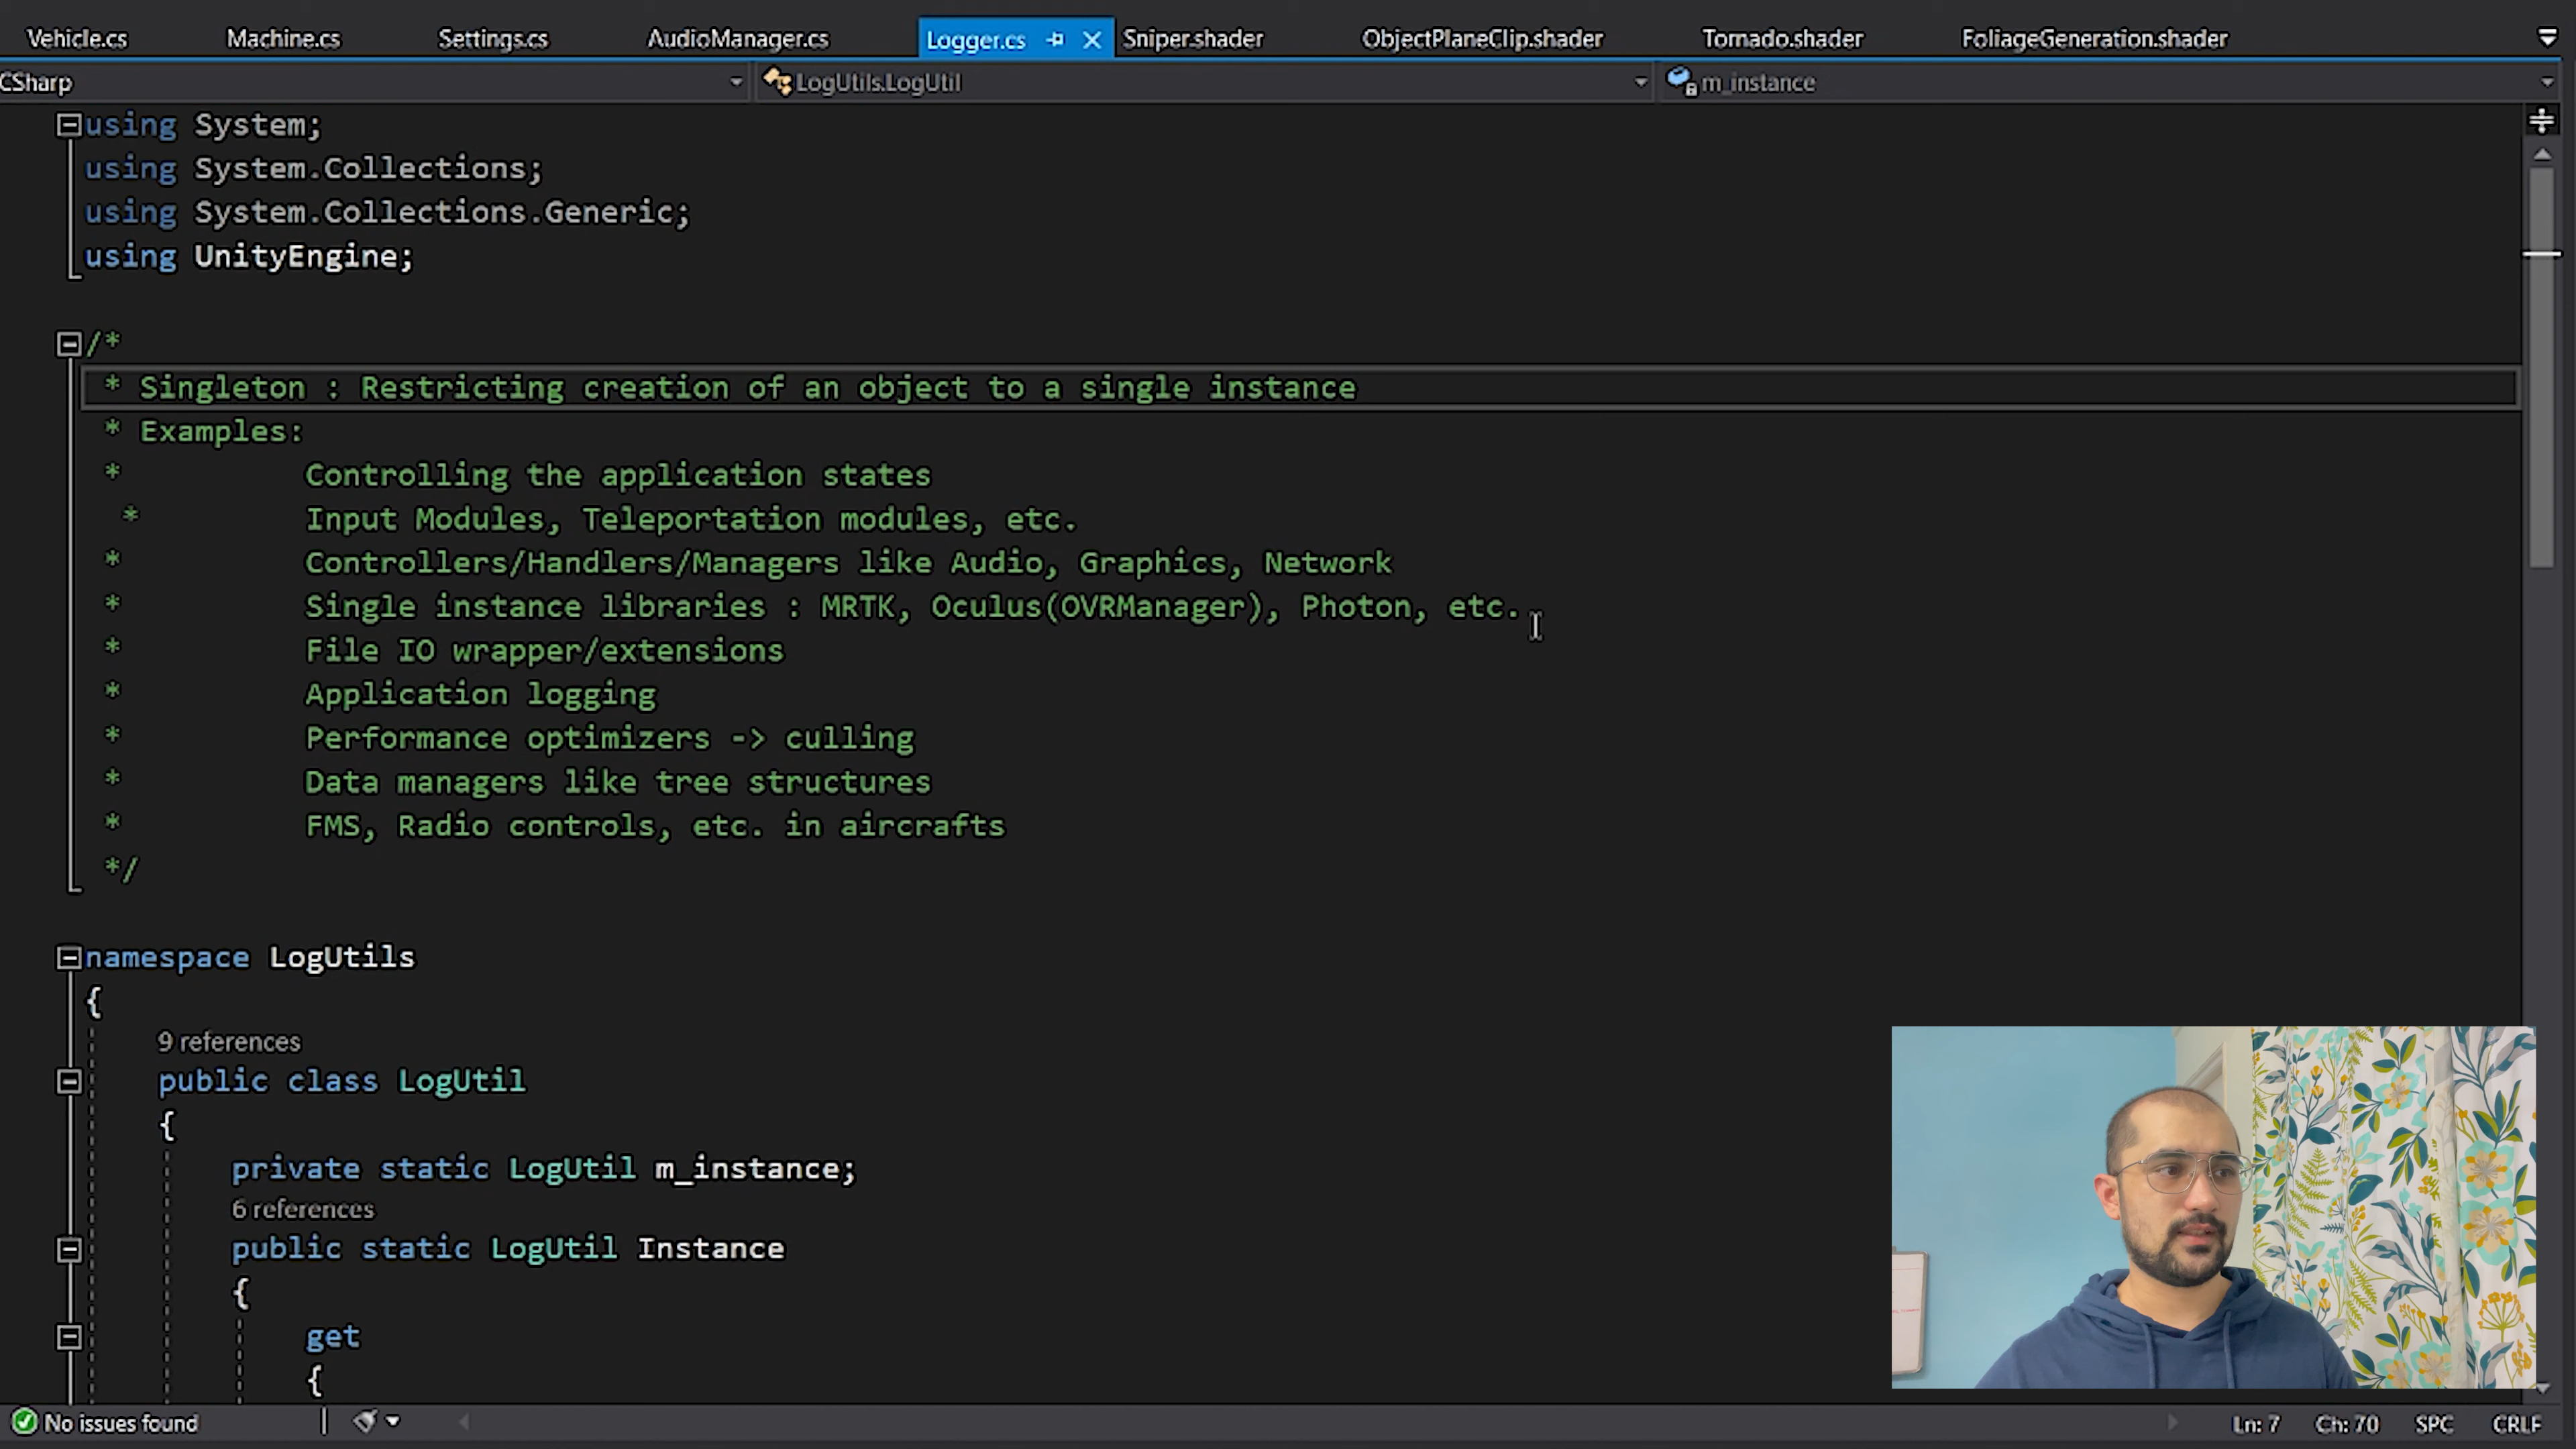 Vehicle.cs Machine.cs Settings.cs AudioManager.cs Logger.cs Sniper.shader ObjectPlaneClip.shader Tornado.shader FoliageGeneration.shader
CSharp LogUtils.LogUtil m_instance
using System;
using System.Collections;
using System.Collections.Generic;
using UnityEngine;
/*
* Singleton : Restricting creation of an object to a single instance
* Examples:
* Controlling the application states
* Input Modules, Teleportation modules, etc.
* Controllers/Handlers/Managers like Audio, Graphics, Network
* Single instance libraries : MRTK, Oculus(OVRManager), Photon, etc.
* File IO wrapper/extensions
* Application logging
* Performance optimizers -> culling
* Data managers like tree structures
* FMS, Radio controls, etc. in aircrafts
*/
namespace LogUtils
{
9 references
public class LogUtil
{
private static LogUtil m_instance;
6 references
public static LogUtil Instance
{
get
{
No issues found Ln: 7 Ch: 70 SPC CRLF